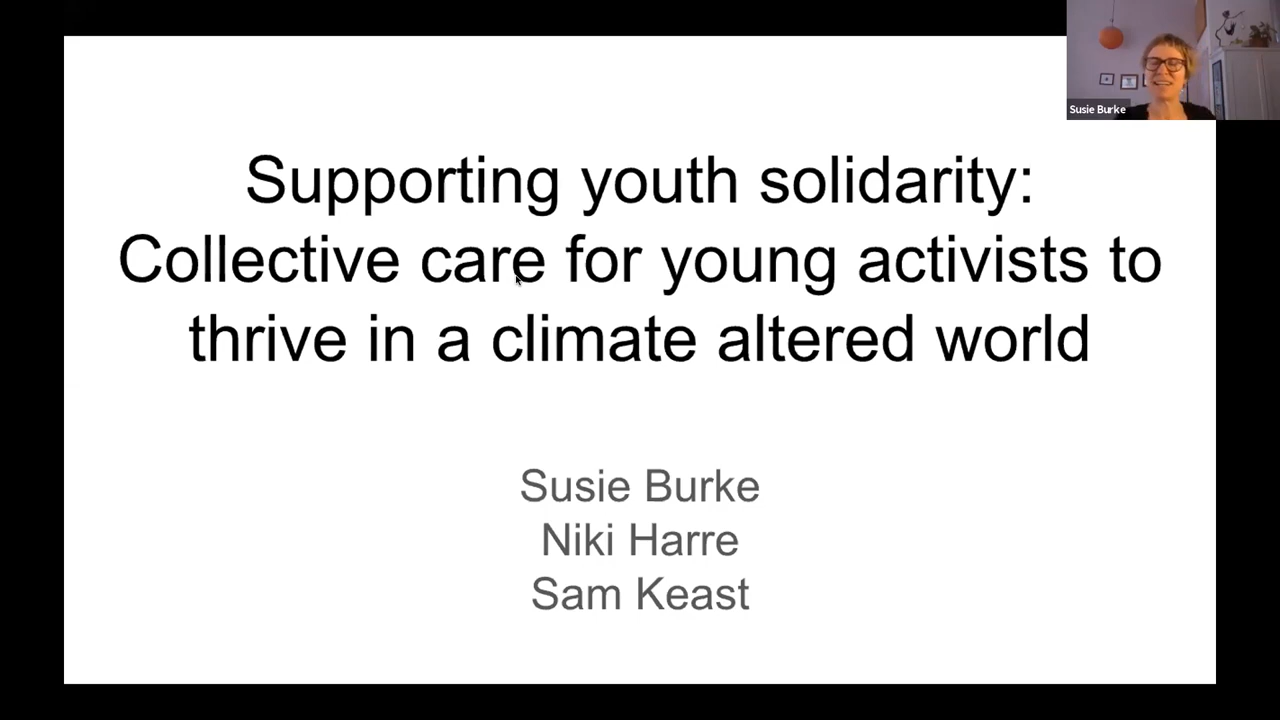 Susie Burke
Supporting youth solidarity:
Collective care for young activists to
thrive in a climate altered world
Susie Burke
Niki Harre
Sam Keast